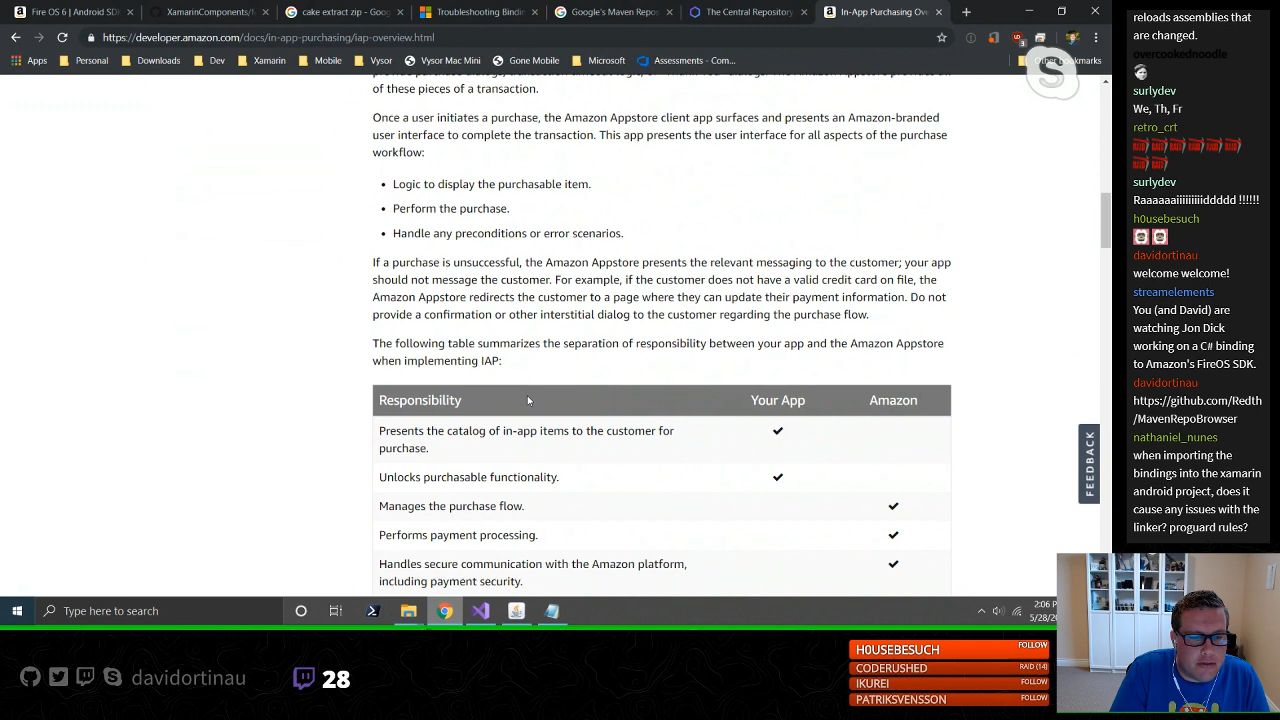 Fire OS 6 | Android SD
XamarinComponents/
cake extract zip - Goo
Troubleshooting Bindin
Google's Maven Repos
The Central Repository
In-App Purchasing Ove
https://developer.amazon.com/docs/in-app-purchasing/iap-overview.html
Apps
Personal
Downloads
Dev
Xamarin
Mobile
Vysor
Vysor Mac Mini
Gone Mobile
Microsoft
Assessments - Com...
Other bookmarks
of these pieces of a transaction.
Once a user initiates a purchase, the Amazon Appstore client app surfaces and presents an Amazon-branded
user interface to complete the transaction. This app presents the user interface for all aspects of the purchase
workflow:
• Logic to display the purchasable item.
• Perform the purchase.
• Handle any preconditions or error scenarios.
If a purchase is unsuccessful, the Amazon Appstore presents the relevant messaging to the customer; your app
should not message the customer. For example, if the customer does not have a valid credit card on file, the
Amazon Appstore redirects the customer to a page where they can update their payment information. Do not
provide a confirmation or other interstitial dialog to the customer regarding the purchase flow.
The following table summarizes the separation of responsibility between your app and the Amazon Appstore
when implementing IAP:
Responsibility Your App Amazon
Presents the catalog of in-app items to the customer for
purchase.
Unlocks purchasable functionality.
Manages the purchase flow.
Performs payment processing.
Handles secure communication with the Amazon platform,
including payment security.
FEEDBACK
Type here to search
2:06 P
5/28/2
reloads assemblies that
are changed.
overcookednoodle
surlydev
We, Th, Fr
retro_crt
surlydev
Raaaaaaiiiiiiiiiiddddd !!!!!!
h0usebesuch
davidortinau
welcome welcome!
streamelements
You (and David) are
watching Jon Dick
working on a C# binding
to Amazon's FireOS SDK.
davidortinau
https://github.com/Redth
/MavenRepoBrowser
nathaniel_nunes
when importing the
bindings into the xamarin
android project, does it
cause any issues with the
linker? proguard rules?
davidortinau
28
H0USEBESUCH FOLLOW
CODERUSHED RAID (14)
IKUREI FOLLOW
PATRIKSVENSSON FOLLOW